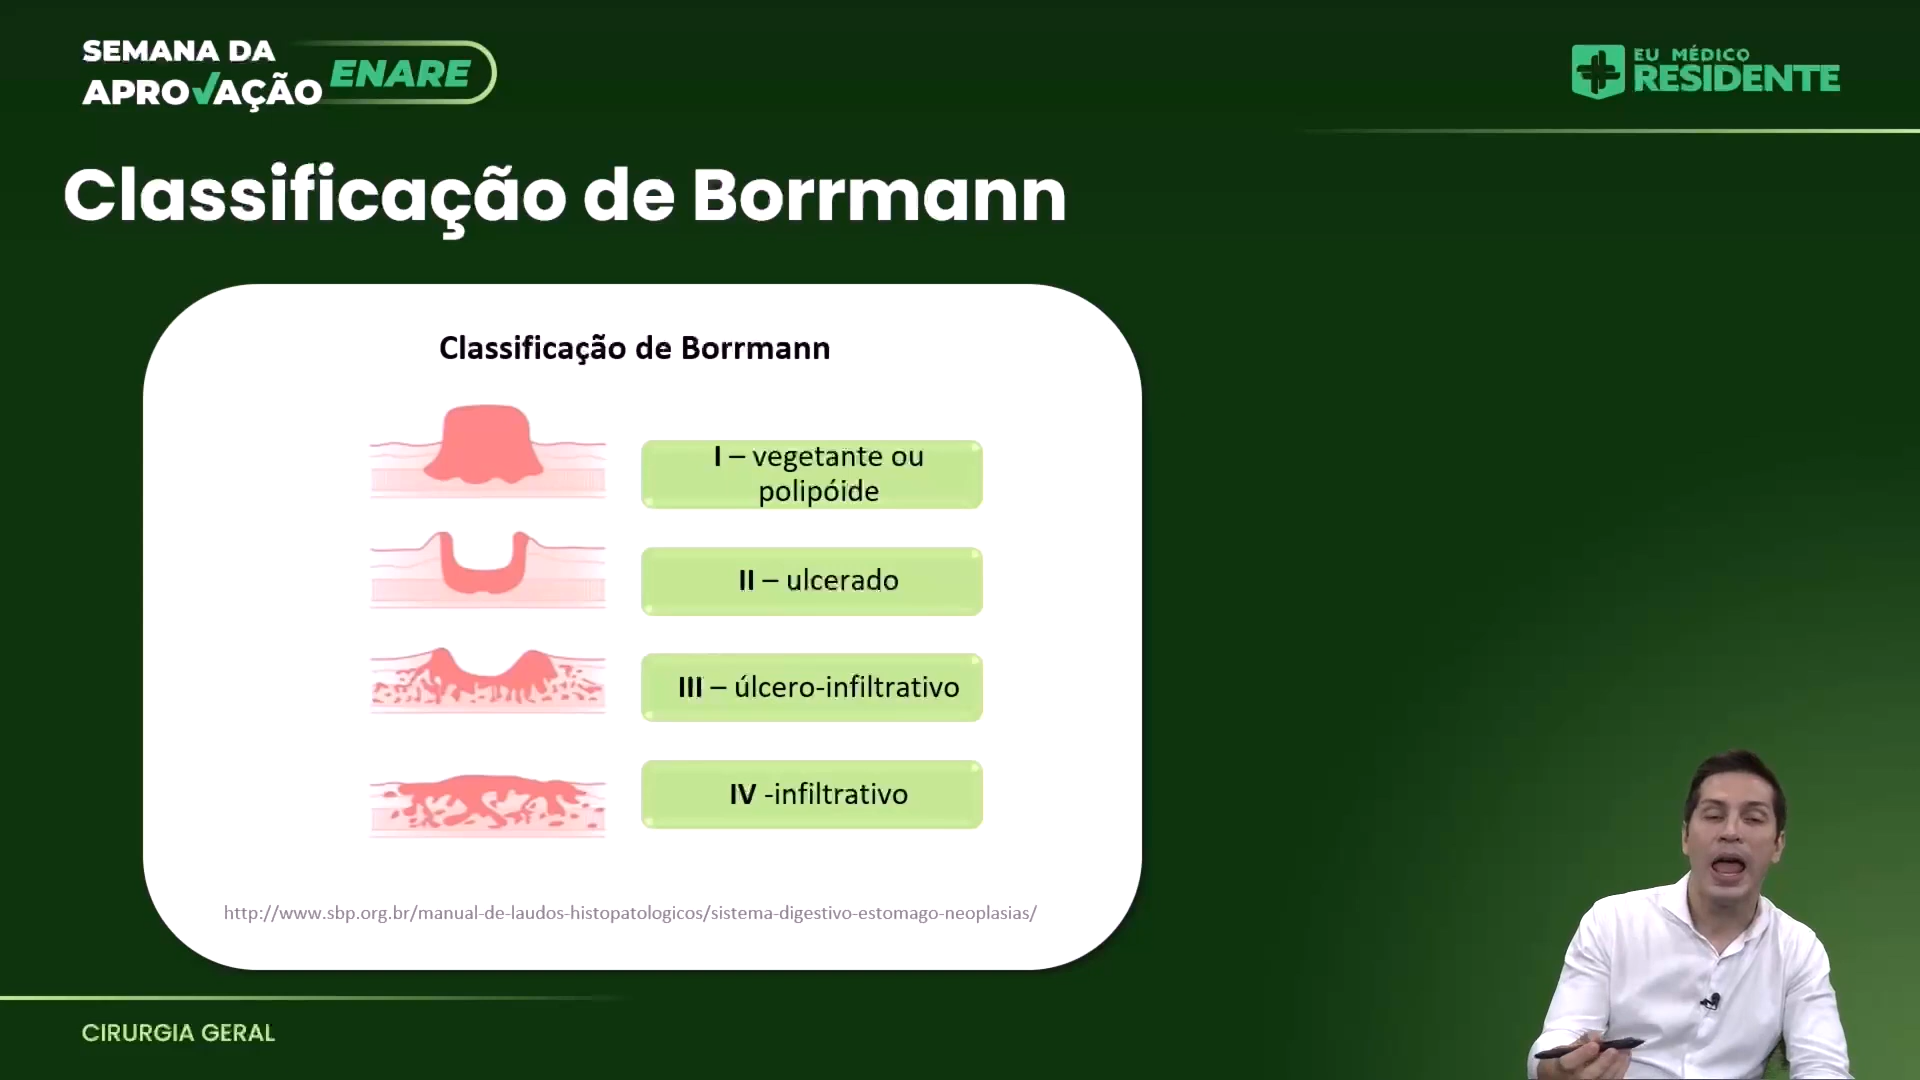 SEMANA DA
APROVAÇÃO ENARE
EU MÉDICO
RESIDENTE
Classificação de Borrmann
Classificação de Borrmann
I – vegetante ou
polipóide
II – ulcerado
III – úlcero-infiltrativo
IV -infiltrativo
http://www.sbp.org.br/manual-de-laudos-histopatologicos/sistema-digestivo-estomago-neoplasias/
CIRURGIA GERAL